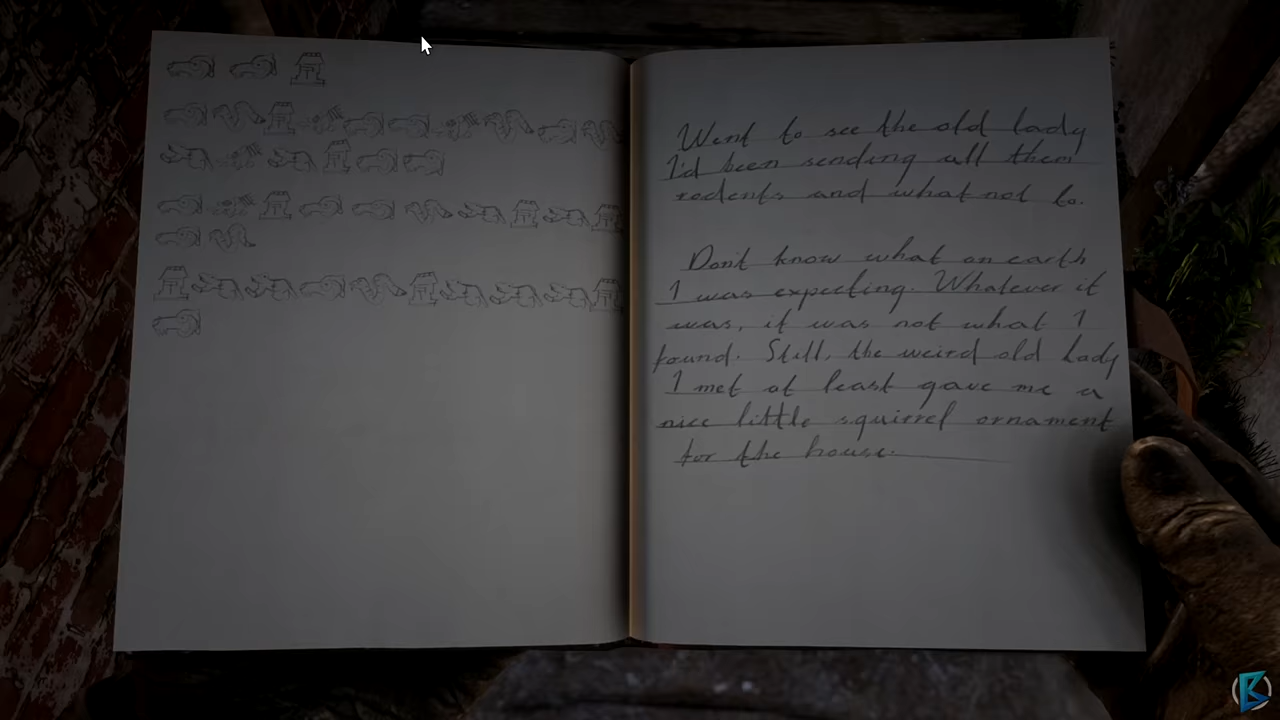 Went to see the old lady
I'd been sending all them
rodents and what not to.
Don't know what on earth
I was expecting. Whatever it
was, it was not what I
found. Still, the weird old lady
I met at least gave me a
nice little squirrel ornament
for the house.